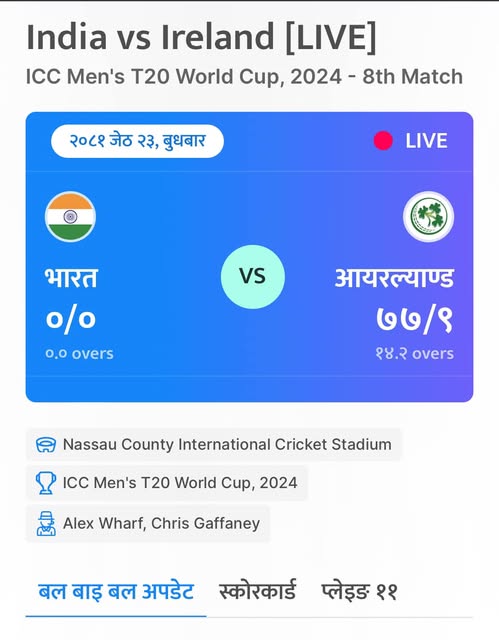 India vs Ireland [LIVE]
ICC Men's T20 World Cup, 2024 - 8th Match
२०८१ जेठ २३, बुधबार
LIVE
भारत
VS
आयरल्याण्ड
०/०
७७/९
०.० overs
१४.२ overs
Nassau County International Cricket Stadium
ICC Men's T20 World Cup, 2024
Alex Wharf, Chris Gaffaney
बल बाइ बल अपडेट स्कोरकार्ड प्लेइङ ११